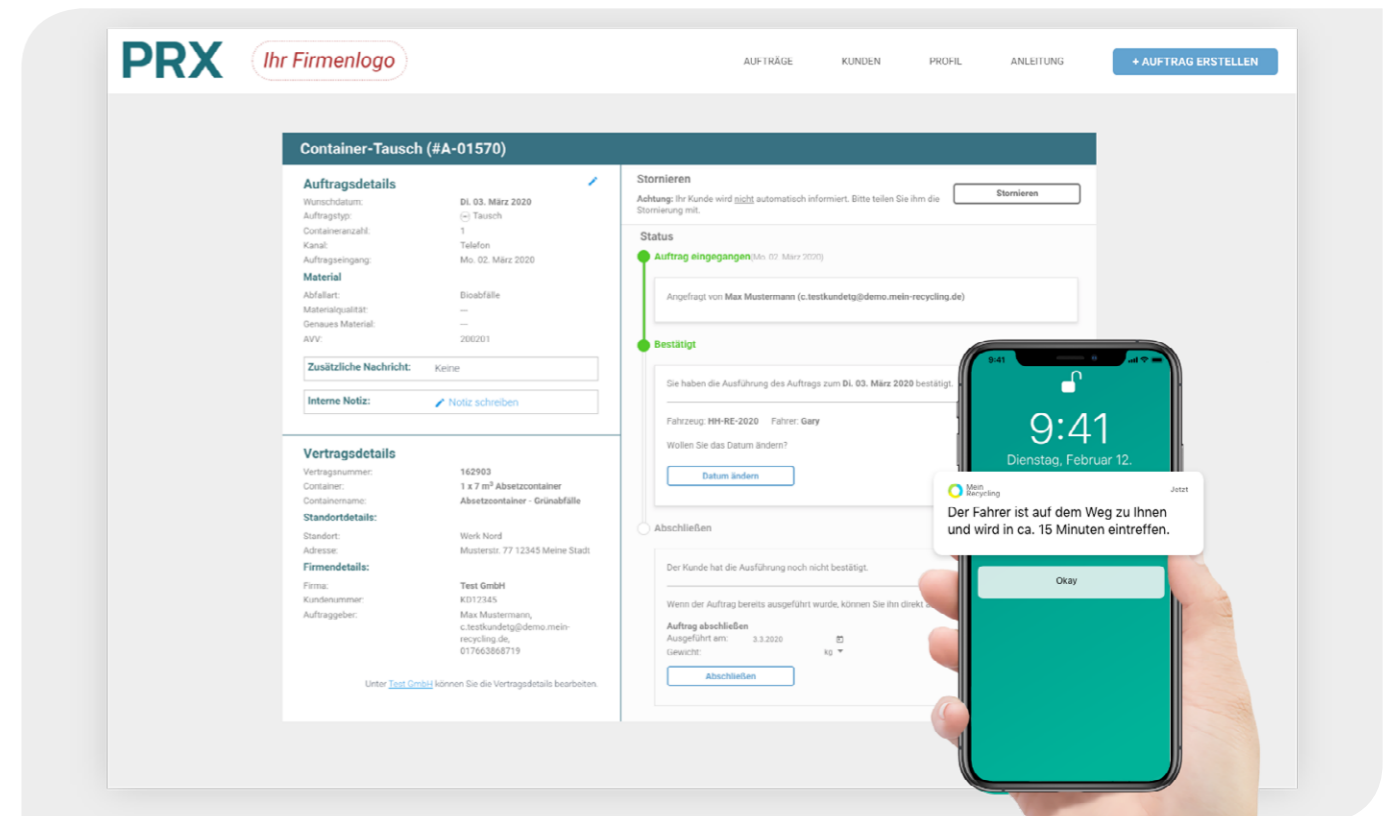 PRX
Ihr Firmenlogo
AUFTRÄGE
KUNDEN
PROFIL
ANLEITUNG
+ AUFTRAG ERSTELLEN
Container-Tausch (#A-01570)
Auftragsdetails
Wunschdatum: Di. 03. März 2020
Auftragstyp: Tausch
Containeranzahl: 1
Kanal: Telefon
Auftragseingang: Mo. 02. März 2020
Material
Abfallart: Bioabfälle
Materialqualität: —
Genaues Material: —
AVV: 200201
Zusätzliche Nachricht: Keine
Interne Notiz: Notiz schreiben
Vertragsdetails
Vertragsnummer: 162903
Container: 1 x 7 m³ Absetzcontainer
Containername: Absetzcontainer - Grünabfälle
Standortdetails:
Standort: Werk Nord
Adresse: Musterstr. 77 12345 Meine Stadt
Firmendetails:
Firma: Test GmbH
Kundenummer: KD12345
Auftraggeber: Max Mustermann,
c.testkundetg@demo.mein-
recycling.de,
017663868719
Unter Test GmbH können Sie die Vertragsdetails bearbeiten.
Stornieren
Achtung: Ihr Kunde wird nicht automatisch informiert. Bitte teilen Sie ihm die
Stornierung mit.
Stornieren
Status
Auftrag eingegangen (Mo. 02. März 2020)
Angefragt von Max Mustermann (c.testkundetg@demo.mein-recycling.de)
Bestätigt
Sie haben die Ausführung des Auftrags zum Di. 03. März 2020 bestätigt.
Fahrzeug: HH-RE-2020 Fahrer: Gary
Wollen Sie das Datum ändern?
Datum ändern
Abschließen
Der Kunde hat die Ausführung noch nicht bestätigt.
Wenn der Auftrag bereits ausgeführt wurde, können Sie ihn direkt
Auftrag abschließen
Ausgeführt am: 3.3.2020
Gewicht: kg
Abschließen
9:41
9:41
Dienstag, Februar 12.
Mein
Recycling
Jetzt
Der Fahrer ist auf dem Weg zu Ihnen
und wird in ca. 15 Minuten eintreffen.
Okay